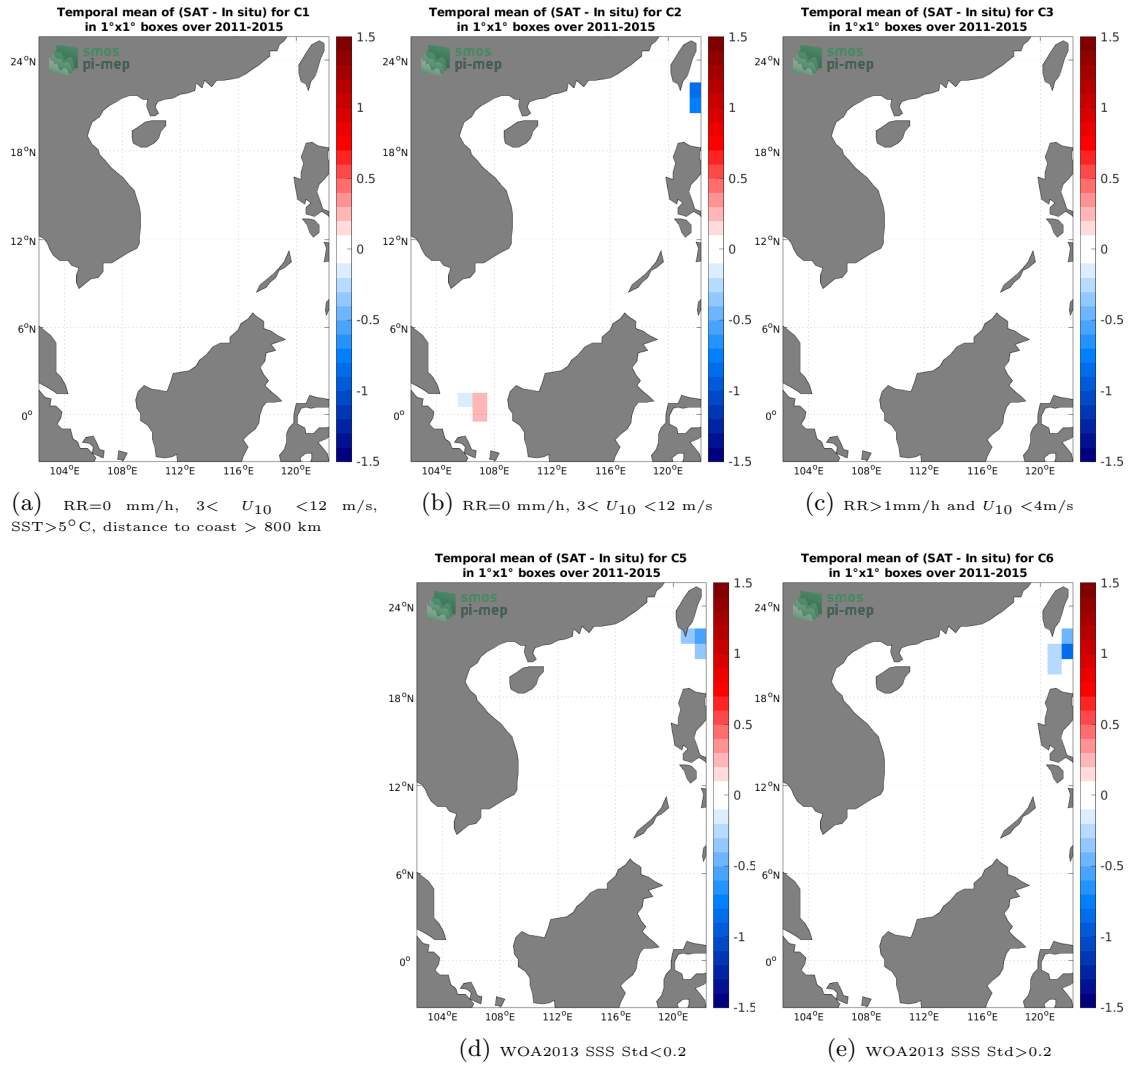 Temporal mean of (SAT - In situ) for C1
in 1°x1° boxes over 2011-2015
smos
pi-mep
24°N
18°N
12°N
6°N
0°
104°E 108°E 112°E 116°E 120°E
1.5
1
0.5
0
-0.5
-1
-1.5
(a) RR=0 mm/h, 3< U10 <12 m/s,
SST>5°C, distance to coast > 800 km
Temporal mean of (SAT - In situ) for C2
in 1°x1° boxes over 2011-2015
smos
pi-mep
24°N
18°N
12°N
6°N
0°
104°E 108°E 112°E 116°E 120°E
1.5
1
0.5
0
-0.5
-1
-1.5
(b) RR=0 mm/h, 3< U10 <12 m/s
Temporal mean of (SAT - In situ) for C3
in 1°x1° boxes over 2011-2015
smos
pi-mep
24°N
18°N
12°N
6°N
0°
104°E 108°E 112°E 116°E 120°E
1.5
1
0.5
0
-0.5
-1
-1.5
(c) RR>1mm/h and U10 <4m/s
Temporal mean of (SAT - In situ) for C5
in 1°x1° boxes over 2011-2015
smos
pi-mep
24°N
18°N
12°N
6°N
0°
104°E 108°E 112°E 116°E 120°E
1.5
1
0.5
0
-0.5
-1
-1.5
(d) WOA2013 SSS Std<0.2
Temporal mean of (SAT - In situ) for C6
in 1°x1° boxes over 2011-2015
smos
pi-mep
24°N
18°N
12°N
6°N
0°
104°E 108°E 112°E 116°E 120°E
1.5
1
0.5
0
-0.5
-1
-1.5
(e) WOA2013 SSS Std>0.2